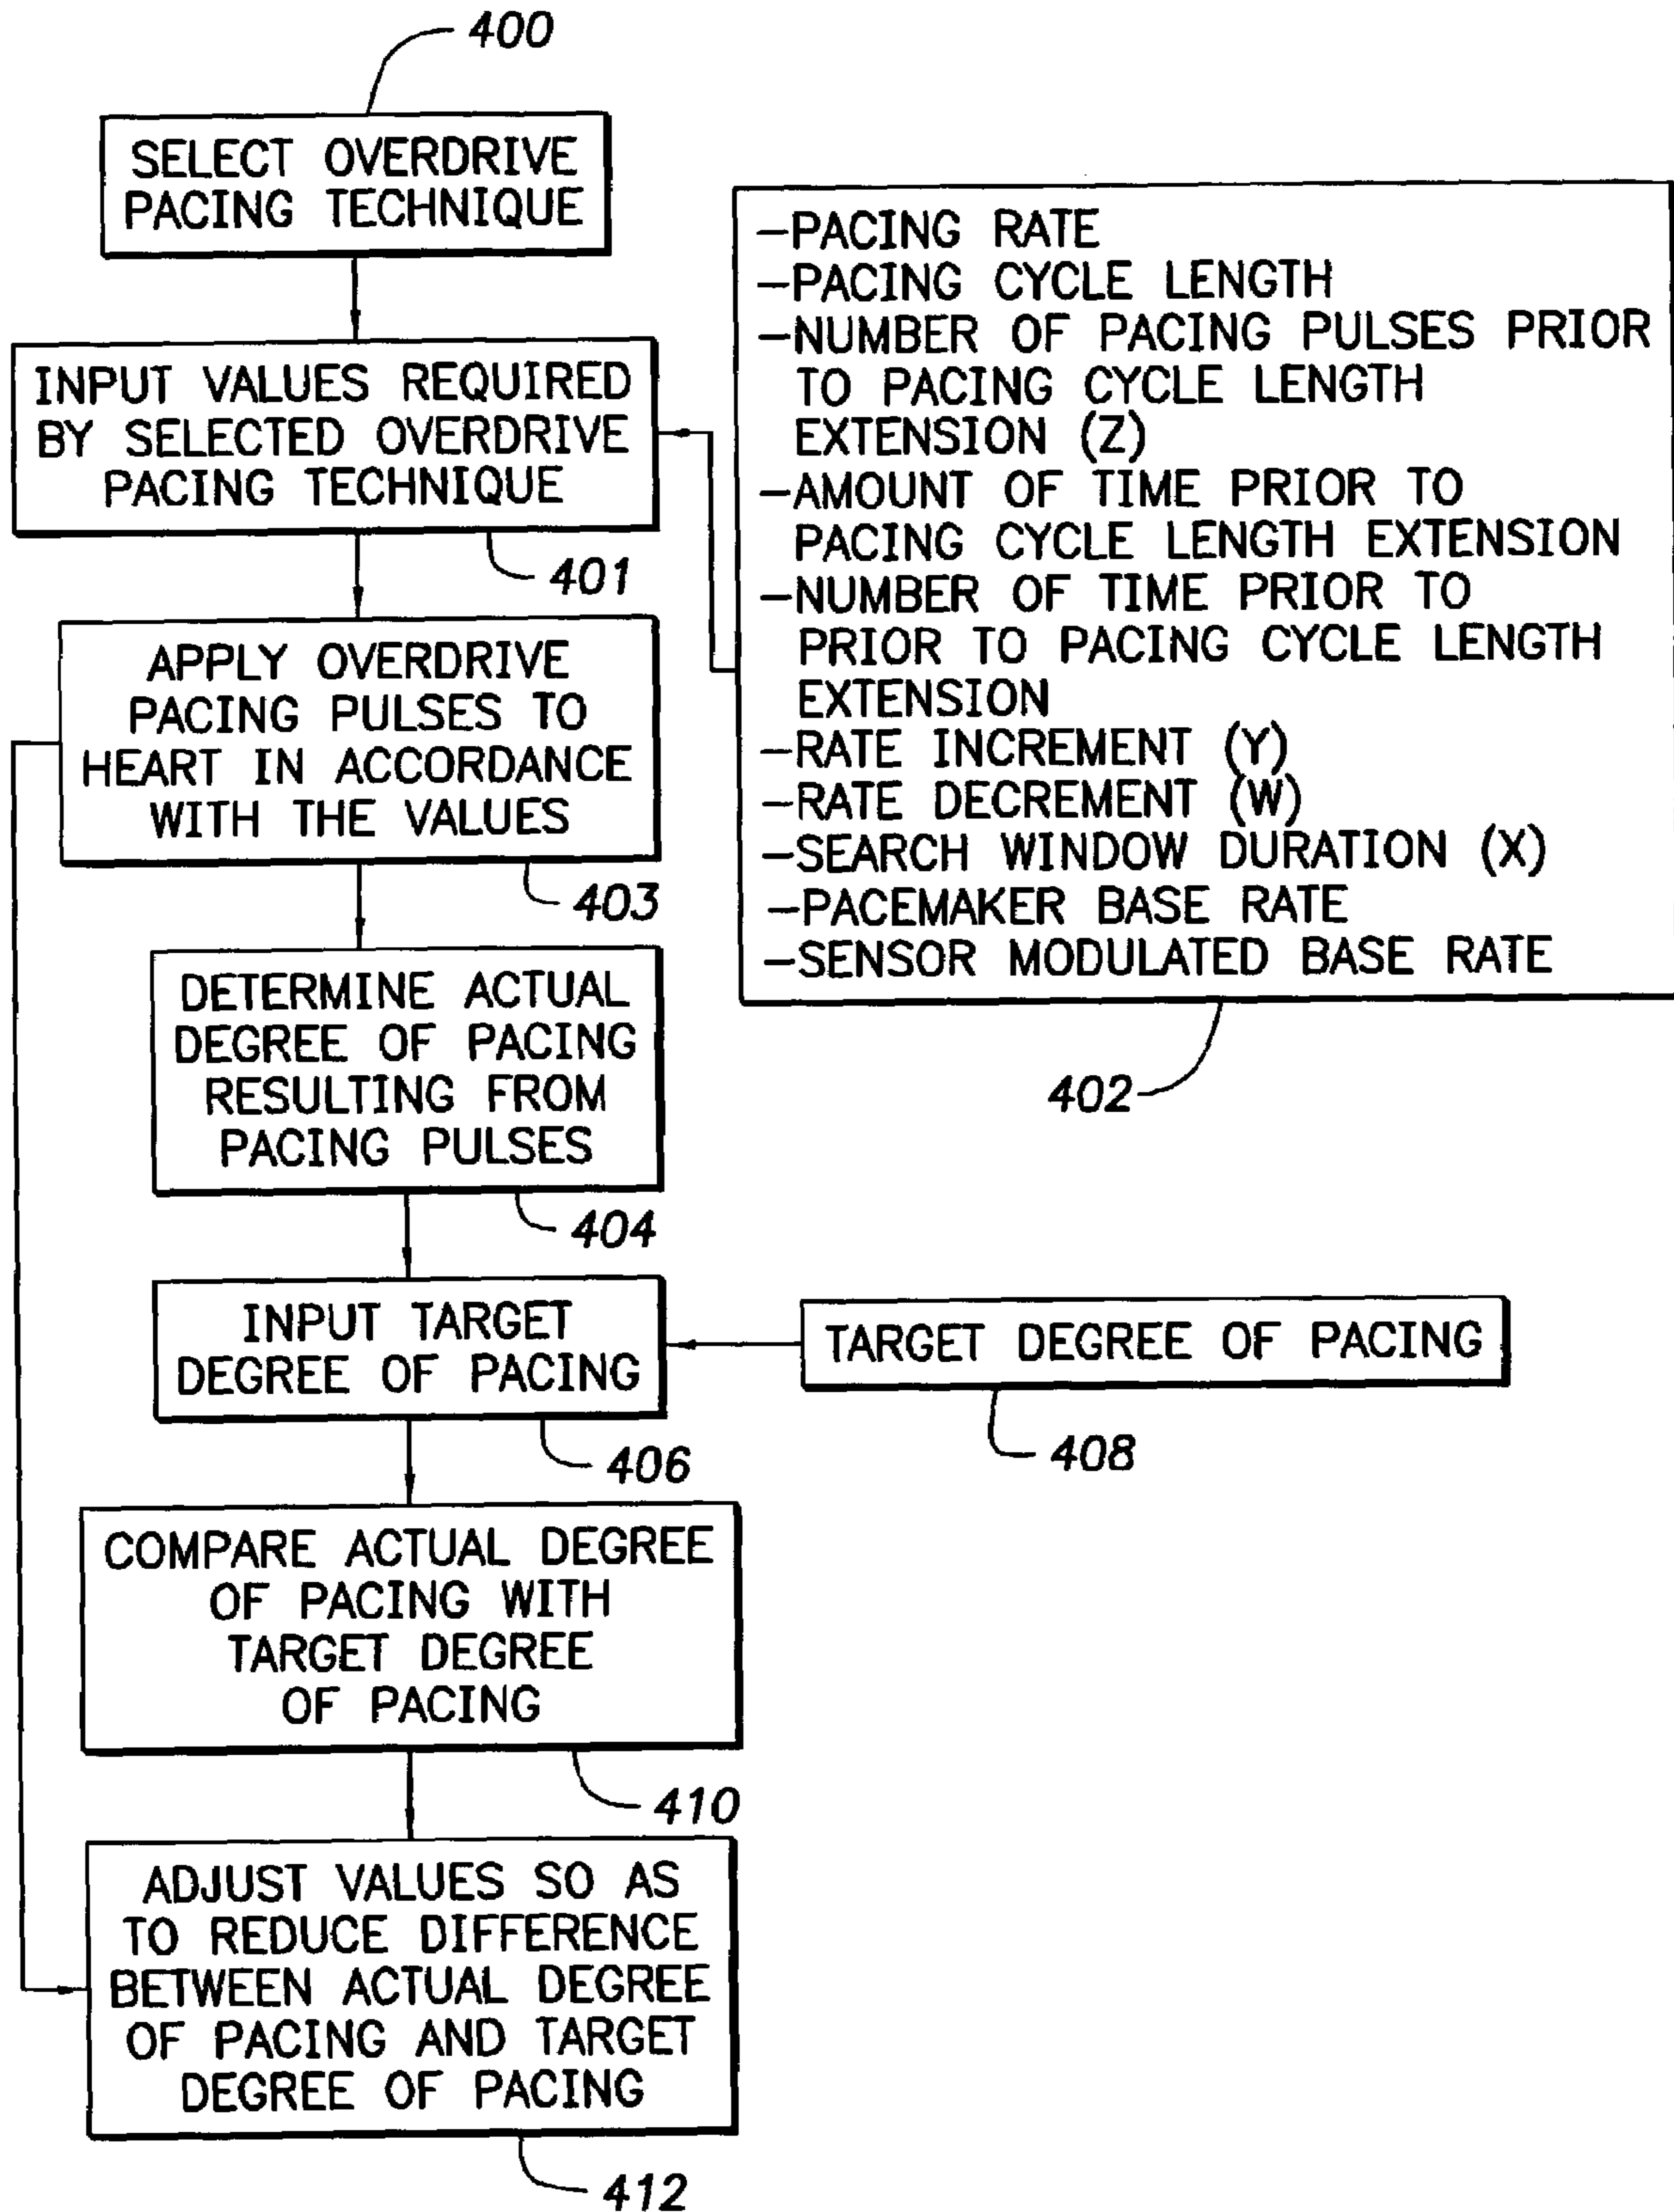 400
SELECT OVERDRIVE
PACING TECHNIQUE
INPUT VALUES REQUIRED
BY SELECTED OVERDRIVE
PACING TECHNIQUE
401
-PACING RATE
-PACING CYCLE LENGTH
-NUMBER OF PACING PULSES PRIOR
TO PACING CYCLE LENGTH
EXTENSION (Z)
-AMOUNT OF TIME PRIOR TO
PACING CYCLE LENGTH EXTENSION
-NUMBER OF TIME PRIOR TO
PRIOR TO PACING CYCLE LENGTH
EXTENSION
-RATE INCREMENT (Y)
-RATE DECREMENT (W)
-SEARCH WINDOW DURATION (X)
-PACEMAKER BASE RATE
-SENSOR MODULATED BASE RATE
402
APPLY OVERDRIVE
PACING PULSES TO
HEART IN ACCORDANCE
WITH THE VALUES
403
DETERMINE ACTUAL
DEGREE OF PACING
RESULTING FROM
PACING PULSES
404
INPUT TARGET
DEGREE OF PACING
406
TARGET DEGREE OF PACING
408
COMPARE ACTUAL DEGREE
OF PACING WITH
TARGET DEGREE
OF PACING
410
ADJUST VALUES SO AS
TO REDUCE DIFFERENCE
BETWEEN ACTUAL DEGREE
OF PACING AND TARGET
DEGREE OF PACING
412